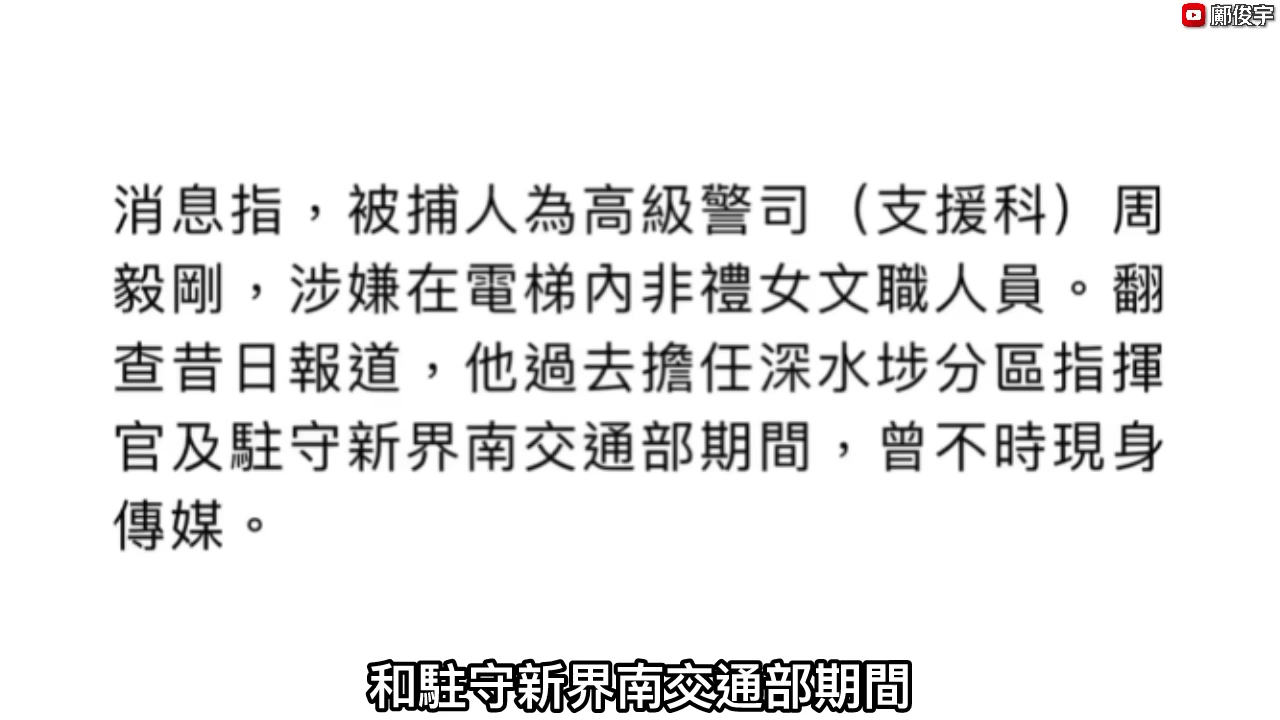 鄺俊宇
消息指，被捕人為高級警司（支援科）周
毅剛，涉嫌在電梯內非禮女文職人員。翻
查昔日報道，他過去擔任深水埗分區指揮
官及駐守新界南交通部期間，曾不時現身
傳媒。
和駐守新界南交通部期間